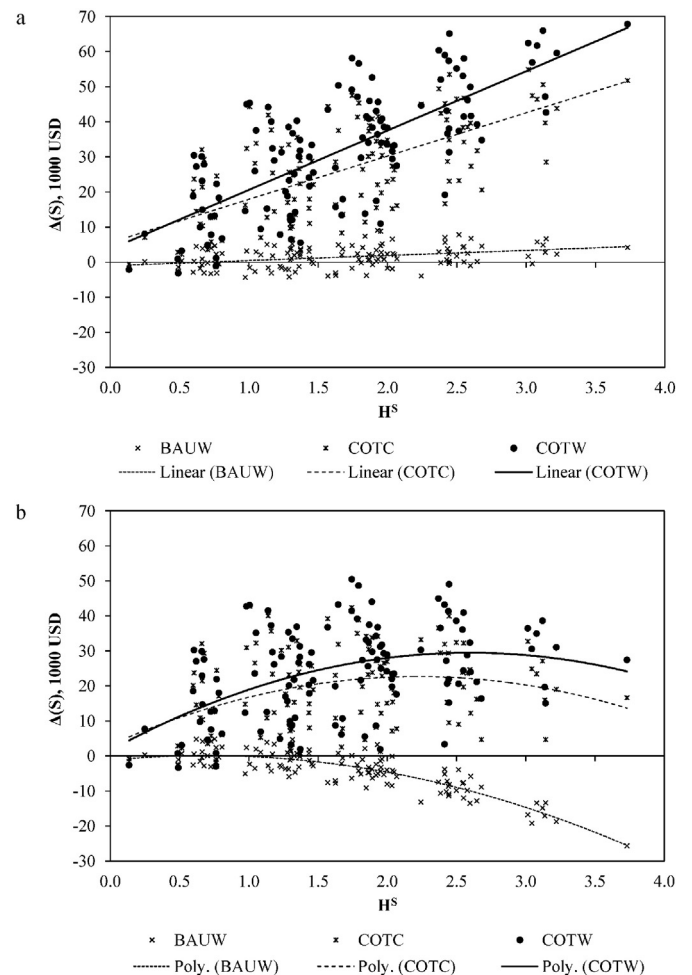 a
Δ(S), 1000 USD
70
60
50
40
30
20
10
0
-10
-20
-30
0.0 0.5 1.0 1.5 2.0 2.5 3.0 3.5 4.0
H^S
BAUW COTC COTW
Linear (BAUW) Linear (COTC) Linear (COTW)
b
Δ(S), 1000 USD
70
60
50
40
30
20
10
0
-10
-20
-30
0.0 0.5 1.0 1.5 2.0 2.5 3.0 3.5 4.0
H^S
BAUW COTC COTW
Poly. (BAUW) Poly. (COTC) Poly. (COTW)